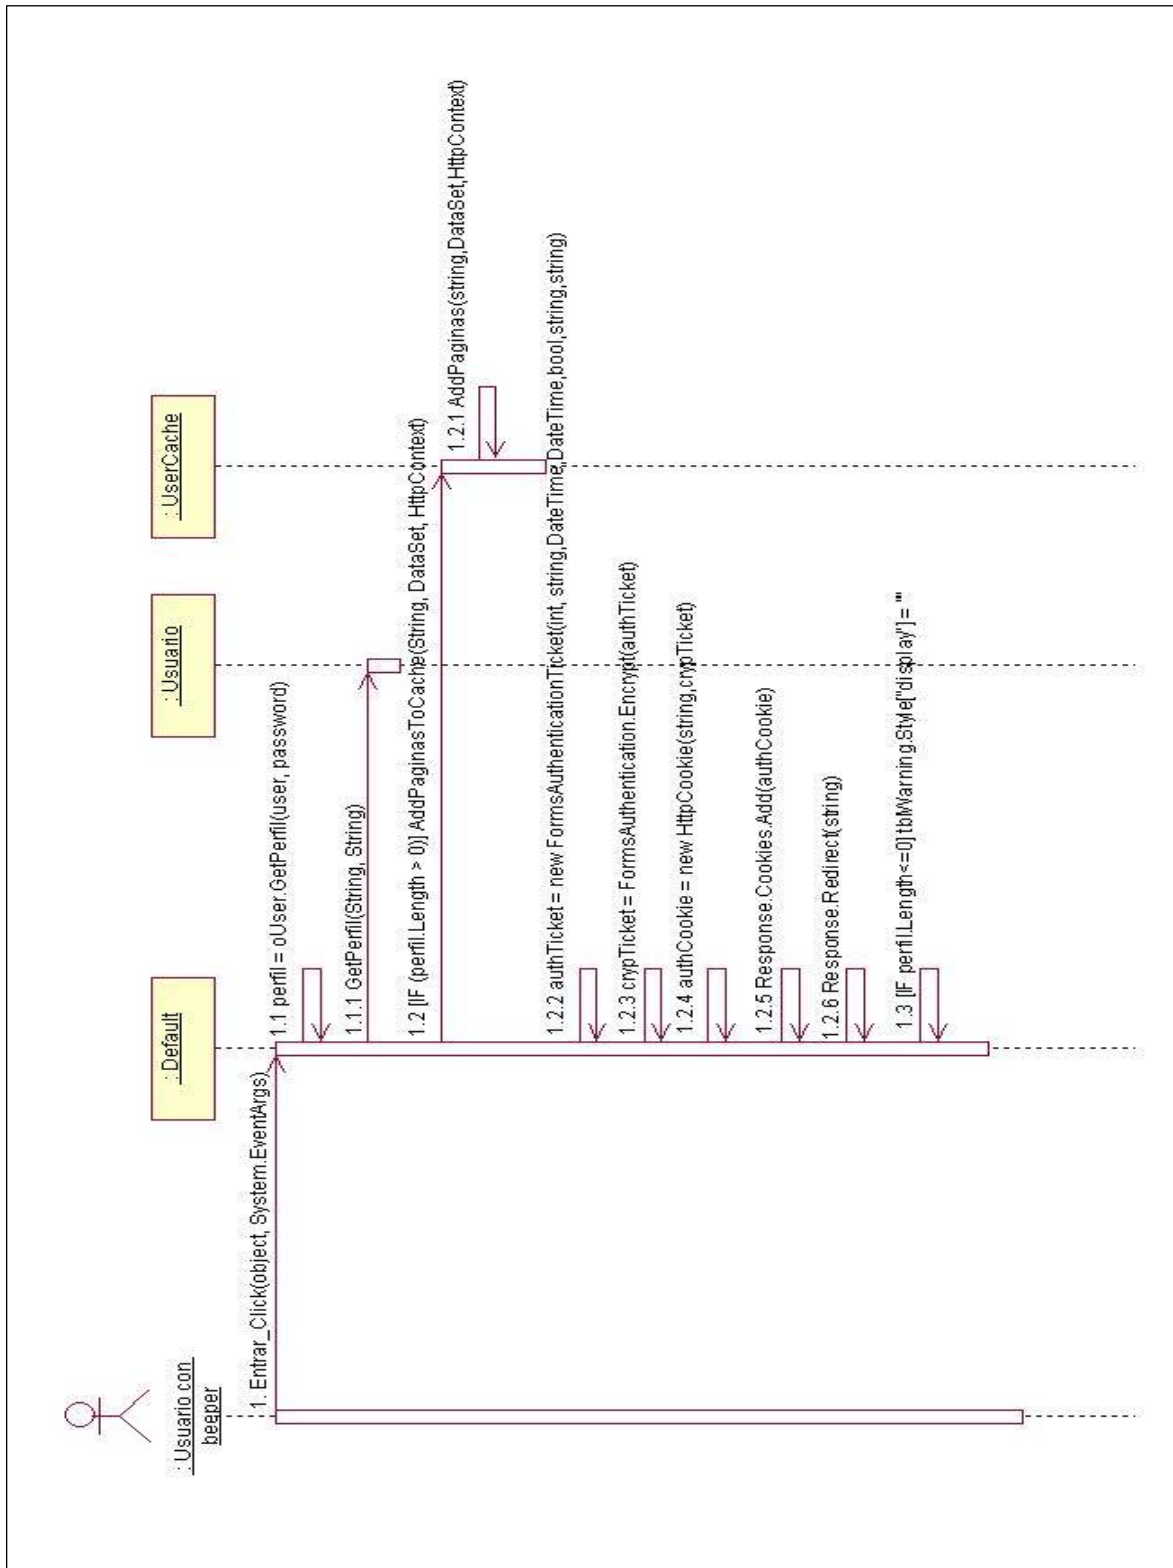 : Usuario con
beeper
: Default
: Usuario
: UserCache
1. Entrar_Click(object, System.EventArgs)
1.1 perfil = oUser.GetPerfil(user, password)
1.1.1 GetPerfil(String, String)
1.2 [IF (perfil.Length > 0)] AddPaginasToCache(String, DataSet, HttpContext)
1.2.1 AddPaginas(string,DataSet,HttpContext)
1.2.2 authTicket = new FormsAuthenticationTicket(int, string,DateTime,DateTime,bool,string,string)
1.2.3 crypTicket = FormsAuthentication.Encrypt(authTicket)
1.2.4 authCookie = new HttpCookie(string,crypTicket)
1.2.5 Response.Cookies.Add(authCookie)
1.2.6 Response.Redirect(string)
1.3 [IF perfil.Length<=0] tblWarning.Style["display"] = ""